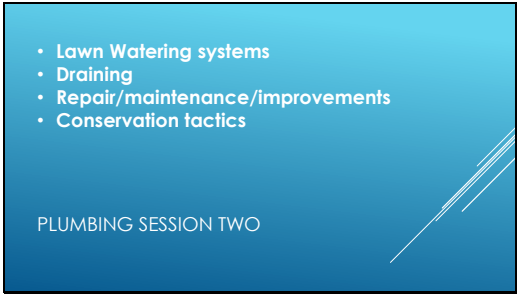 • Lawn Watering systems
• Draining
• Repair/maintenance/improvements
• Conservation tactics
PLUMBING SESSION TWO